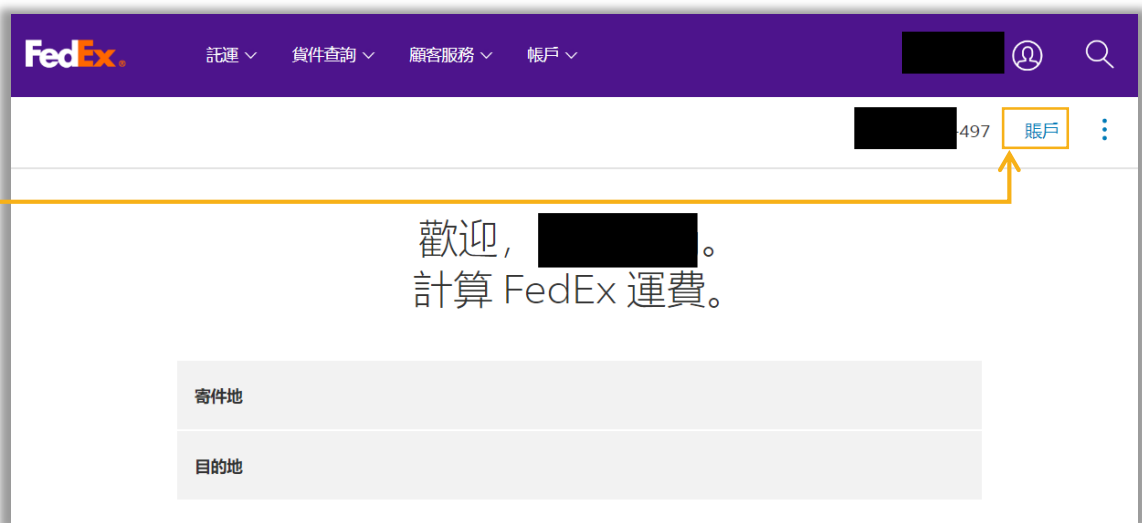 FedEx® 託運 貨件查詢 顧客服務 帳戶
-497 賬戶
歡迎, 。
計算 FedEx 運費。
寄件地
目的地